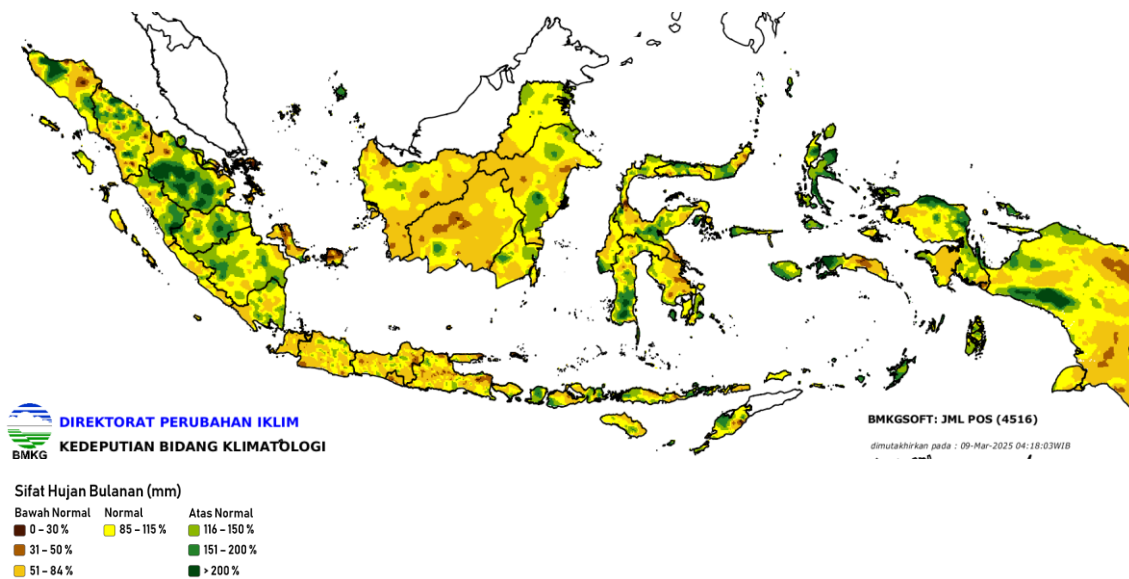 DIREKTORAT PERUBAHAN IKLIM
KEDEPUTIAN BIDANG KLIMATOLOGI
BMKG
BMKGSOFT: JML POS (4516)
dimutakhirkan pada : 09-Mar-2025 04:18:03WIB
Sifat Hujan Bulanan (mm)
Bawah Normal Normal Atas Normal
0 – 30 % 85 – 115 % 116 – 150 %
31 – 50 % 151 – 200 %
51 – 84 % > 200 %